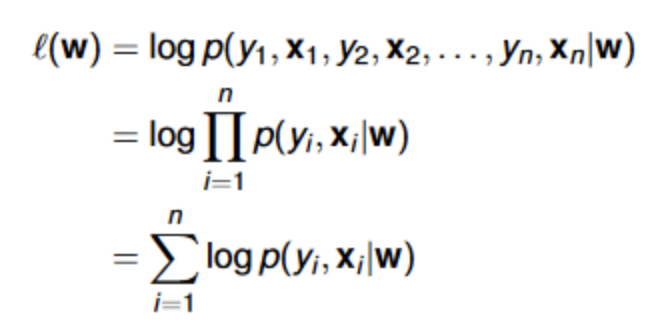 ℓ(w) = log p(y₁, x₁, y₂, x₂, . . . , yₙ, xₙ|w)
n
= log ∏ p(yᵢ, xᵢ|w)
i=1
n
= ∑ log p(yᵢ, xᵢ|w)
i=1